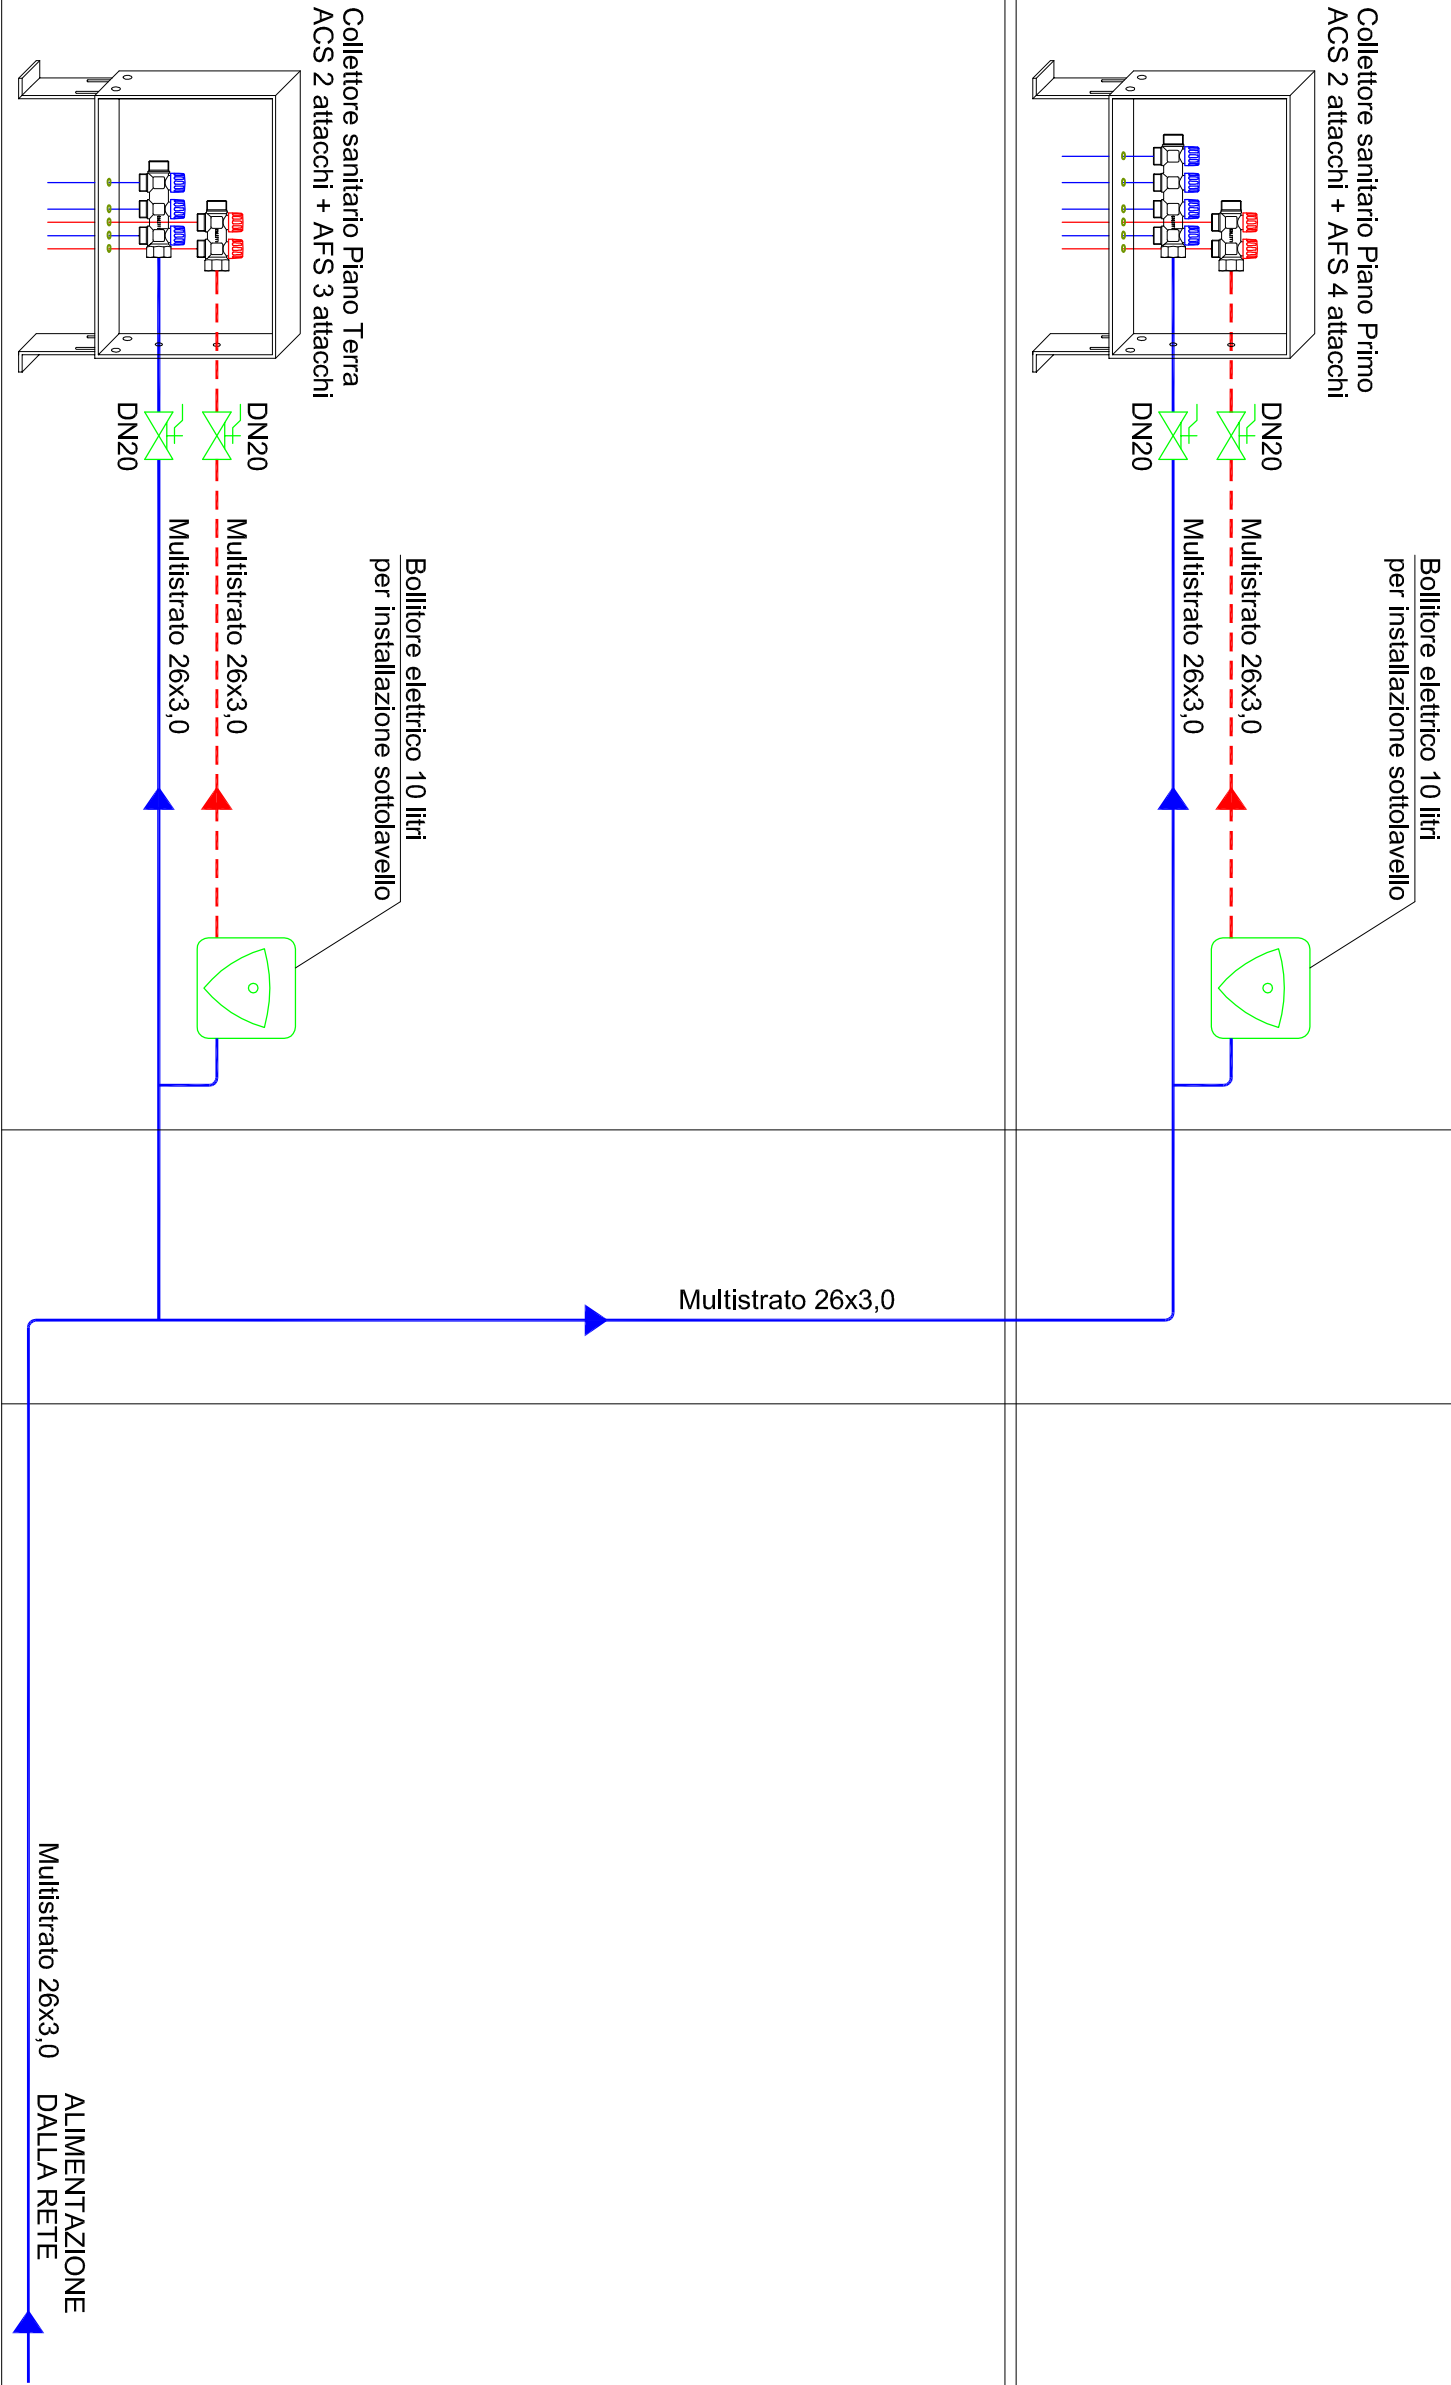 Collettore sanitario Piano Primo
ACS 2 attacchi + AFS 4 attacchi
DN20
DN20
Multistrato 26x3,0
Multistrato 26x3,0
Bollitore elettrico 10 litri
per installazione sottolavello
Collettore sanitario Piano Terra
ACS 2 attacchi + AFS 3 attacchi
DN20
DN20
Multistrato 26x3,0
Multistrato 26x3,0
Bollitore elettrico 10 litri
per installazione sottolavello
Multistrato 26x3,0
Multistrato 26x3,0
ALIMENTAZIONE
DALLA RETE